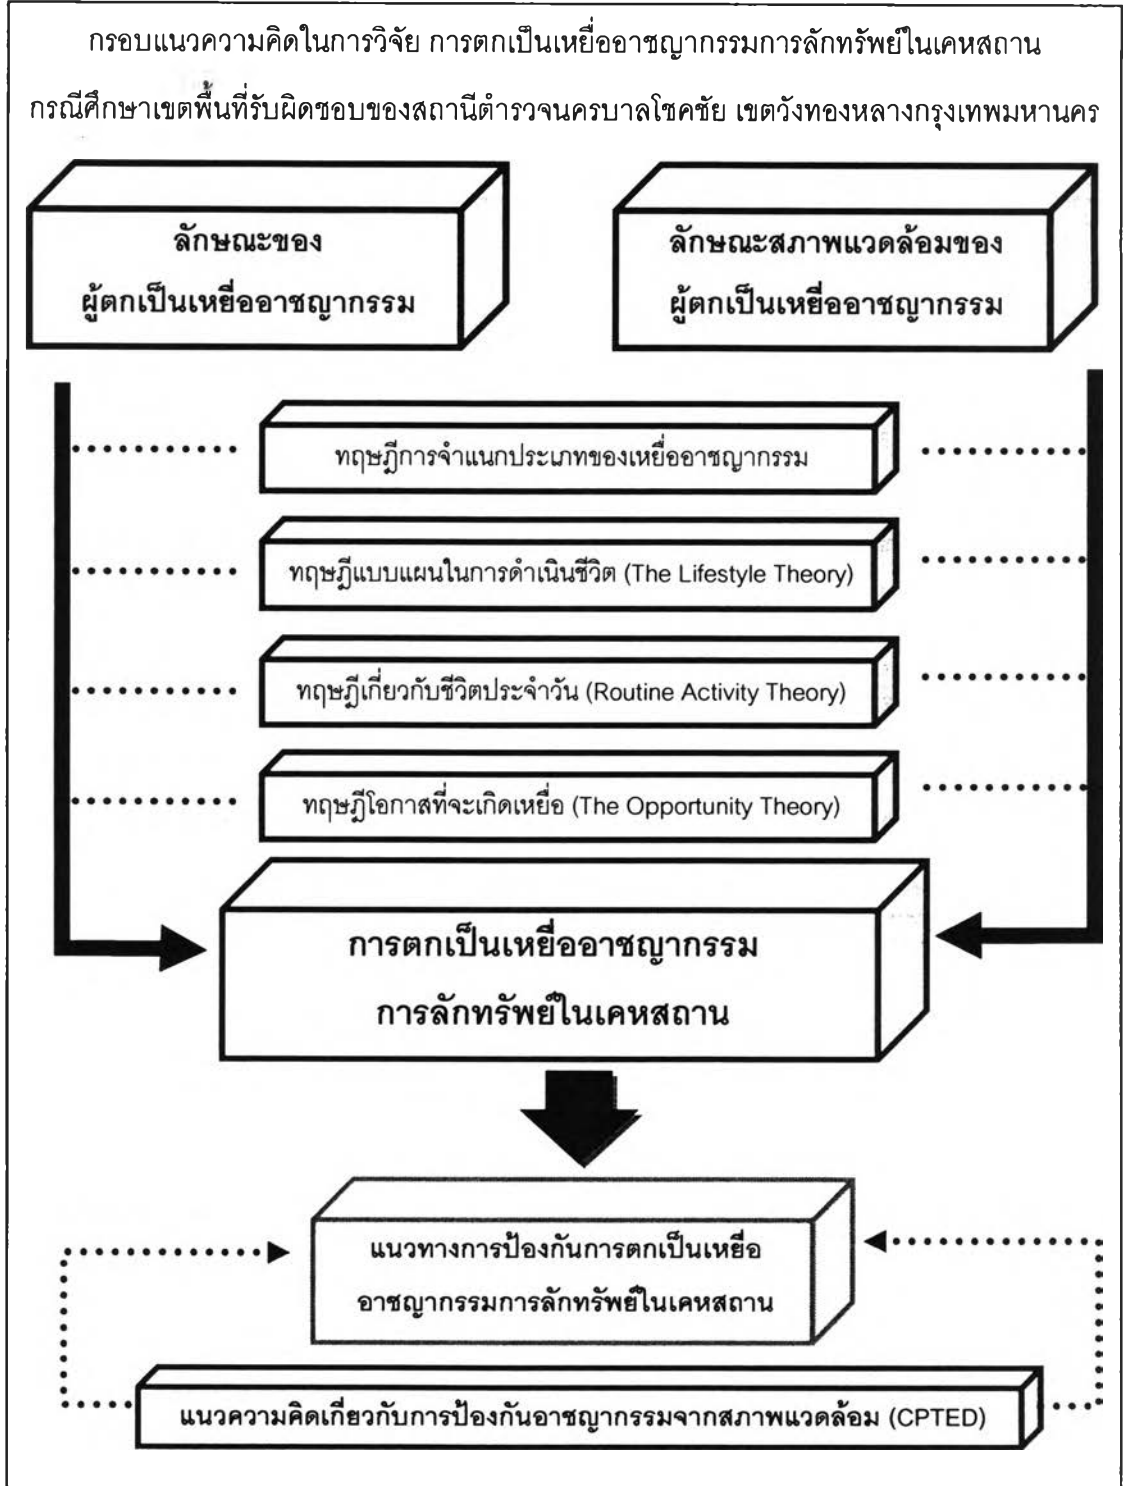 กรอบแนวความคิดในการวิจัย การตกเป็นเหยื่ออาชญากรรมการลักทรัพย์ในเคหสถาน
กรณีศึกษาเขตพื้นที่รับผิดชอบของสถานีตำรวจนครบาลโชคชัย เขตวังทองหลางกรุงเทพมหานคร
ลักษณะของ
ผู้ตกเป็นเหยื่ออาชญากรรม
ลักษณะสภาพแวดล้อมของ
ผู้ตกเป็นเหยื่ออาชญากรรม
ทฤษฎีการจำแนกประเภทของเหยื่ออาชญากรรม
ทฤษฎีแบบแผนในการดำเนินชีวิต (The Lifestyle Theory)
ทฤษฎีเกี่ยวกับชีวิตประจำวัน (Routine Activity Theory)
ทฤษฎีโอกาสที่จะเกิดเหยื่อ (The Opportunity Theory)
การตกเป็นเหยื่ออาชญากรรม
การลักทรัพย์ในเคหสถาน
แนวทางการป้องกันการตกเป็นเหยื่อ
อาชญากรรมการลักทรัพย์ในเคหสถาน
แนวความคิดเกี่ยวกับการป้องกันอาชญากรรมจากสภาพแวดล้อม (CPTED)